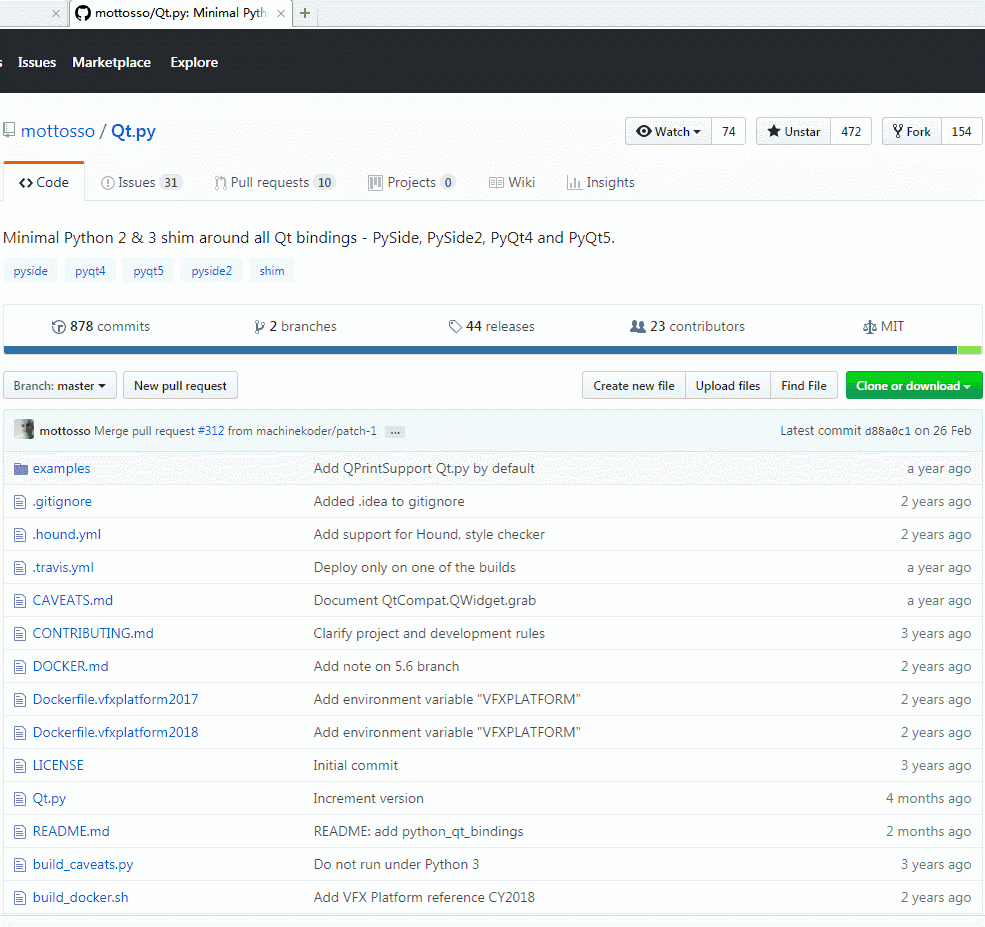 mottosso/Qt.py: Minimal Pyth
s Issues Marketplace Explore
mottosso / Qt.py
Watch 74 Unstar 472 Fork 154
Code Issues 31 Pull requests 10 Projects 0 Wiki Insights
Minimal Python 2 & 3 shim around all Qt bindings - PySide, PySide2, PyQt4 and PyQt5.
pyside pyqt4 pyqt5 pyside2 shim
878 commits 2 branches 44 releases 23 contributors MIT
Branch: master New pull request Create new file Upload files Find File Clone or download
mottosso Merge pull request #312 from machinekoder/patch-1 ... Latest commit d88a0c1 on 26 Feb
examples Add QPrintSupport Qt.py by default a year ago
.gitignore Added .idea to gitignore 2 years ago
.hound.yml Add support for Hound, style checker 2 years ago
.travis.yml Deploy only on one of the builds a year ago
CAVEATS.md Document QtCompat.QWidget.grab a year ago
CONTRIBUTING.md Clarify project and development rules 3 years ago
DOCKER.md Add note on 5.6 branch 2 years ago
Dockerfile.vfxplatform2017 Add environment variable "VFXPLATFORM" 2 years ago
Dockerfile.vfxplatform2018 Add environment variable "VFXPLATFORM" 2 years ago
LICENSE Initial commit 3 years ago
Qt.py Increment version 4 months ago
README.md README: add python_qt_bindings 2 months ago
build_caveats.py Do not run under Python 3 3 years ago
build_docker.sh Add VFX Platform reference CY2018 2 years ago